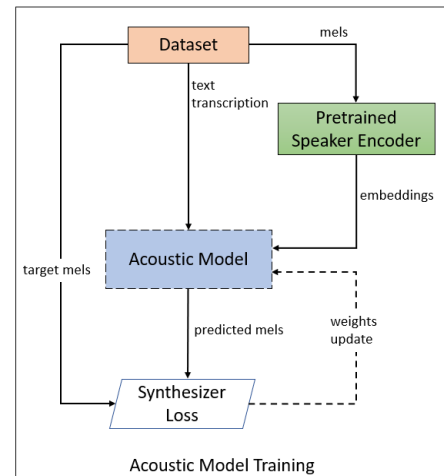 Dataset
mels
text
transcription
Pretrained
Speaker Encoder
embeddings
Acoustic Model
target mels
predicted mels
weights
update
Synthesizer
Loss
Acoustic Model Training